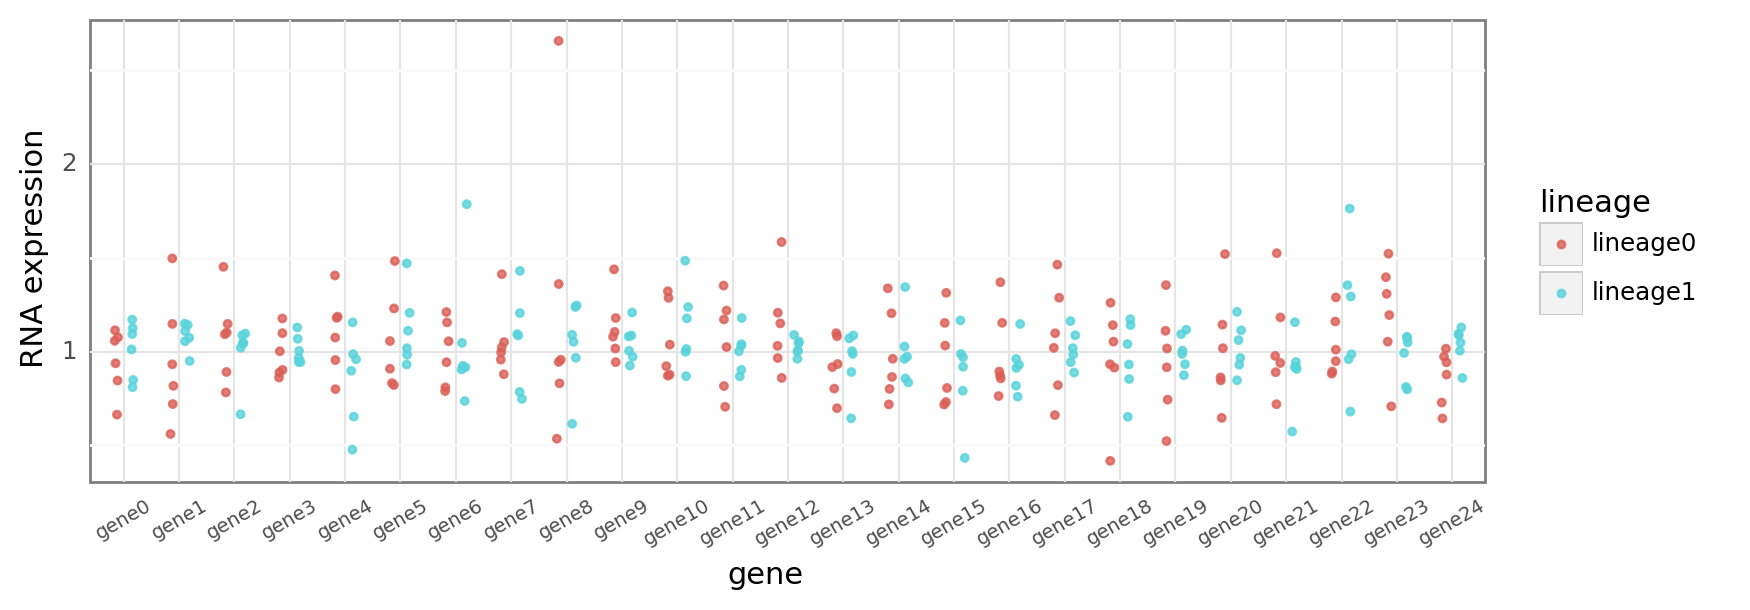 RNA expression
2
1
gene0 gene1 gene2 gene3 gene4 gene5 gene6 gene7 gene8 gene9 gene10 gene11 gene12 gene13 gene14 gene15 gene16 gene17 gene18 gene19 gene20 gene21 gene22 gene23 gene24
gene
lineage
lineage0
lineage1